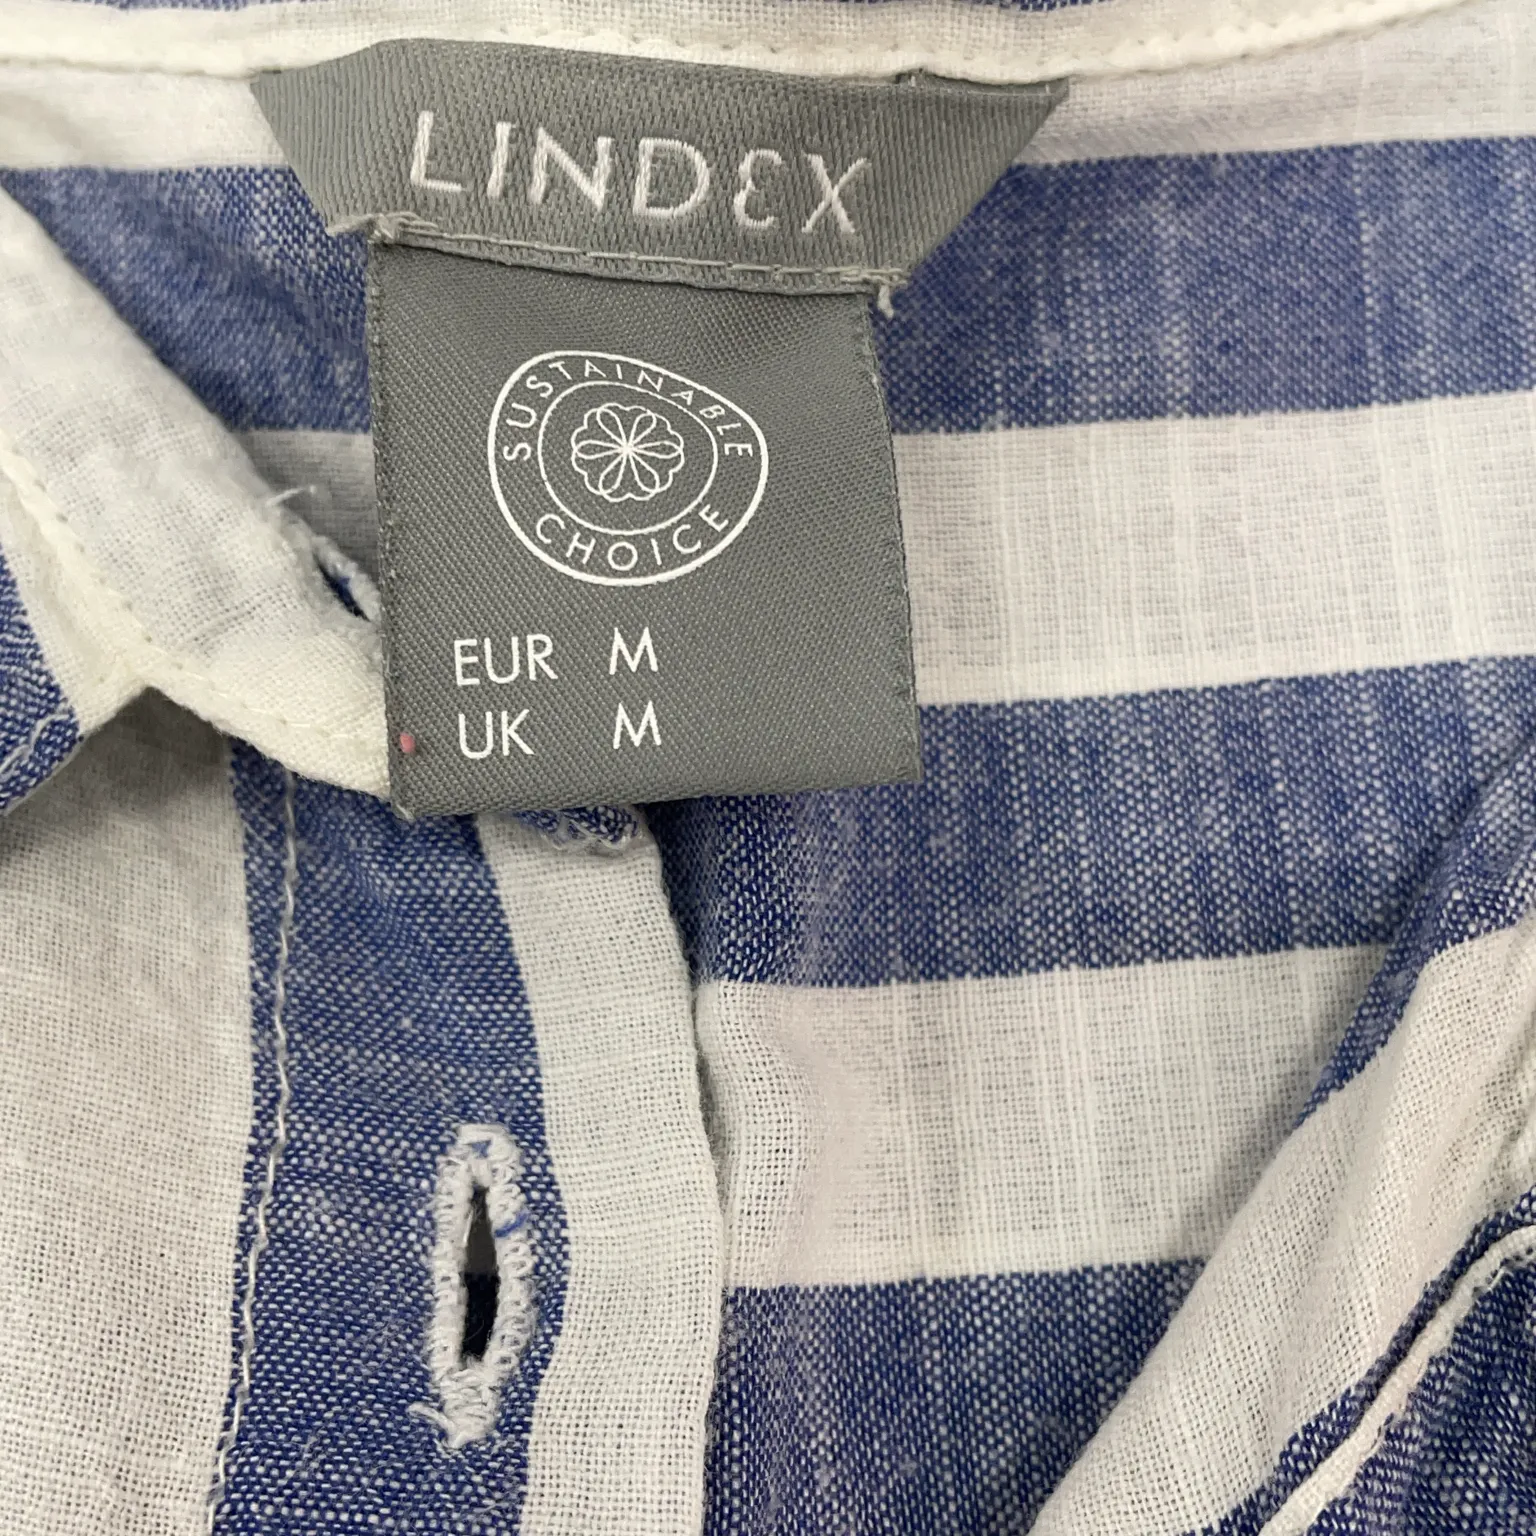 LINDEX
SUSTAINABLE
CHOICE
EUR M
UK M